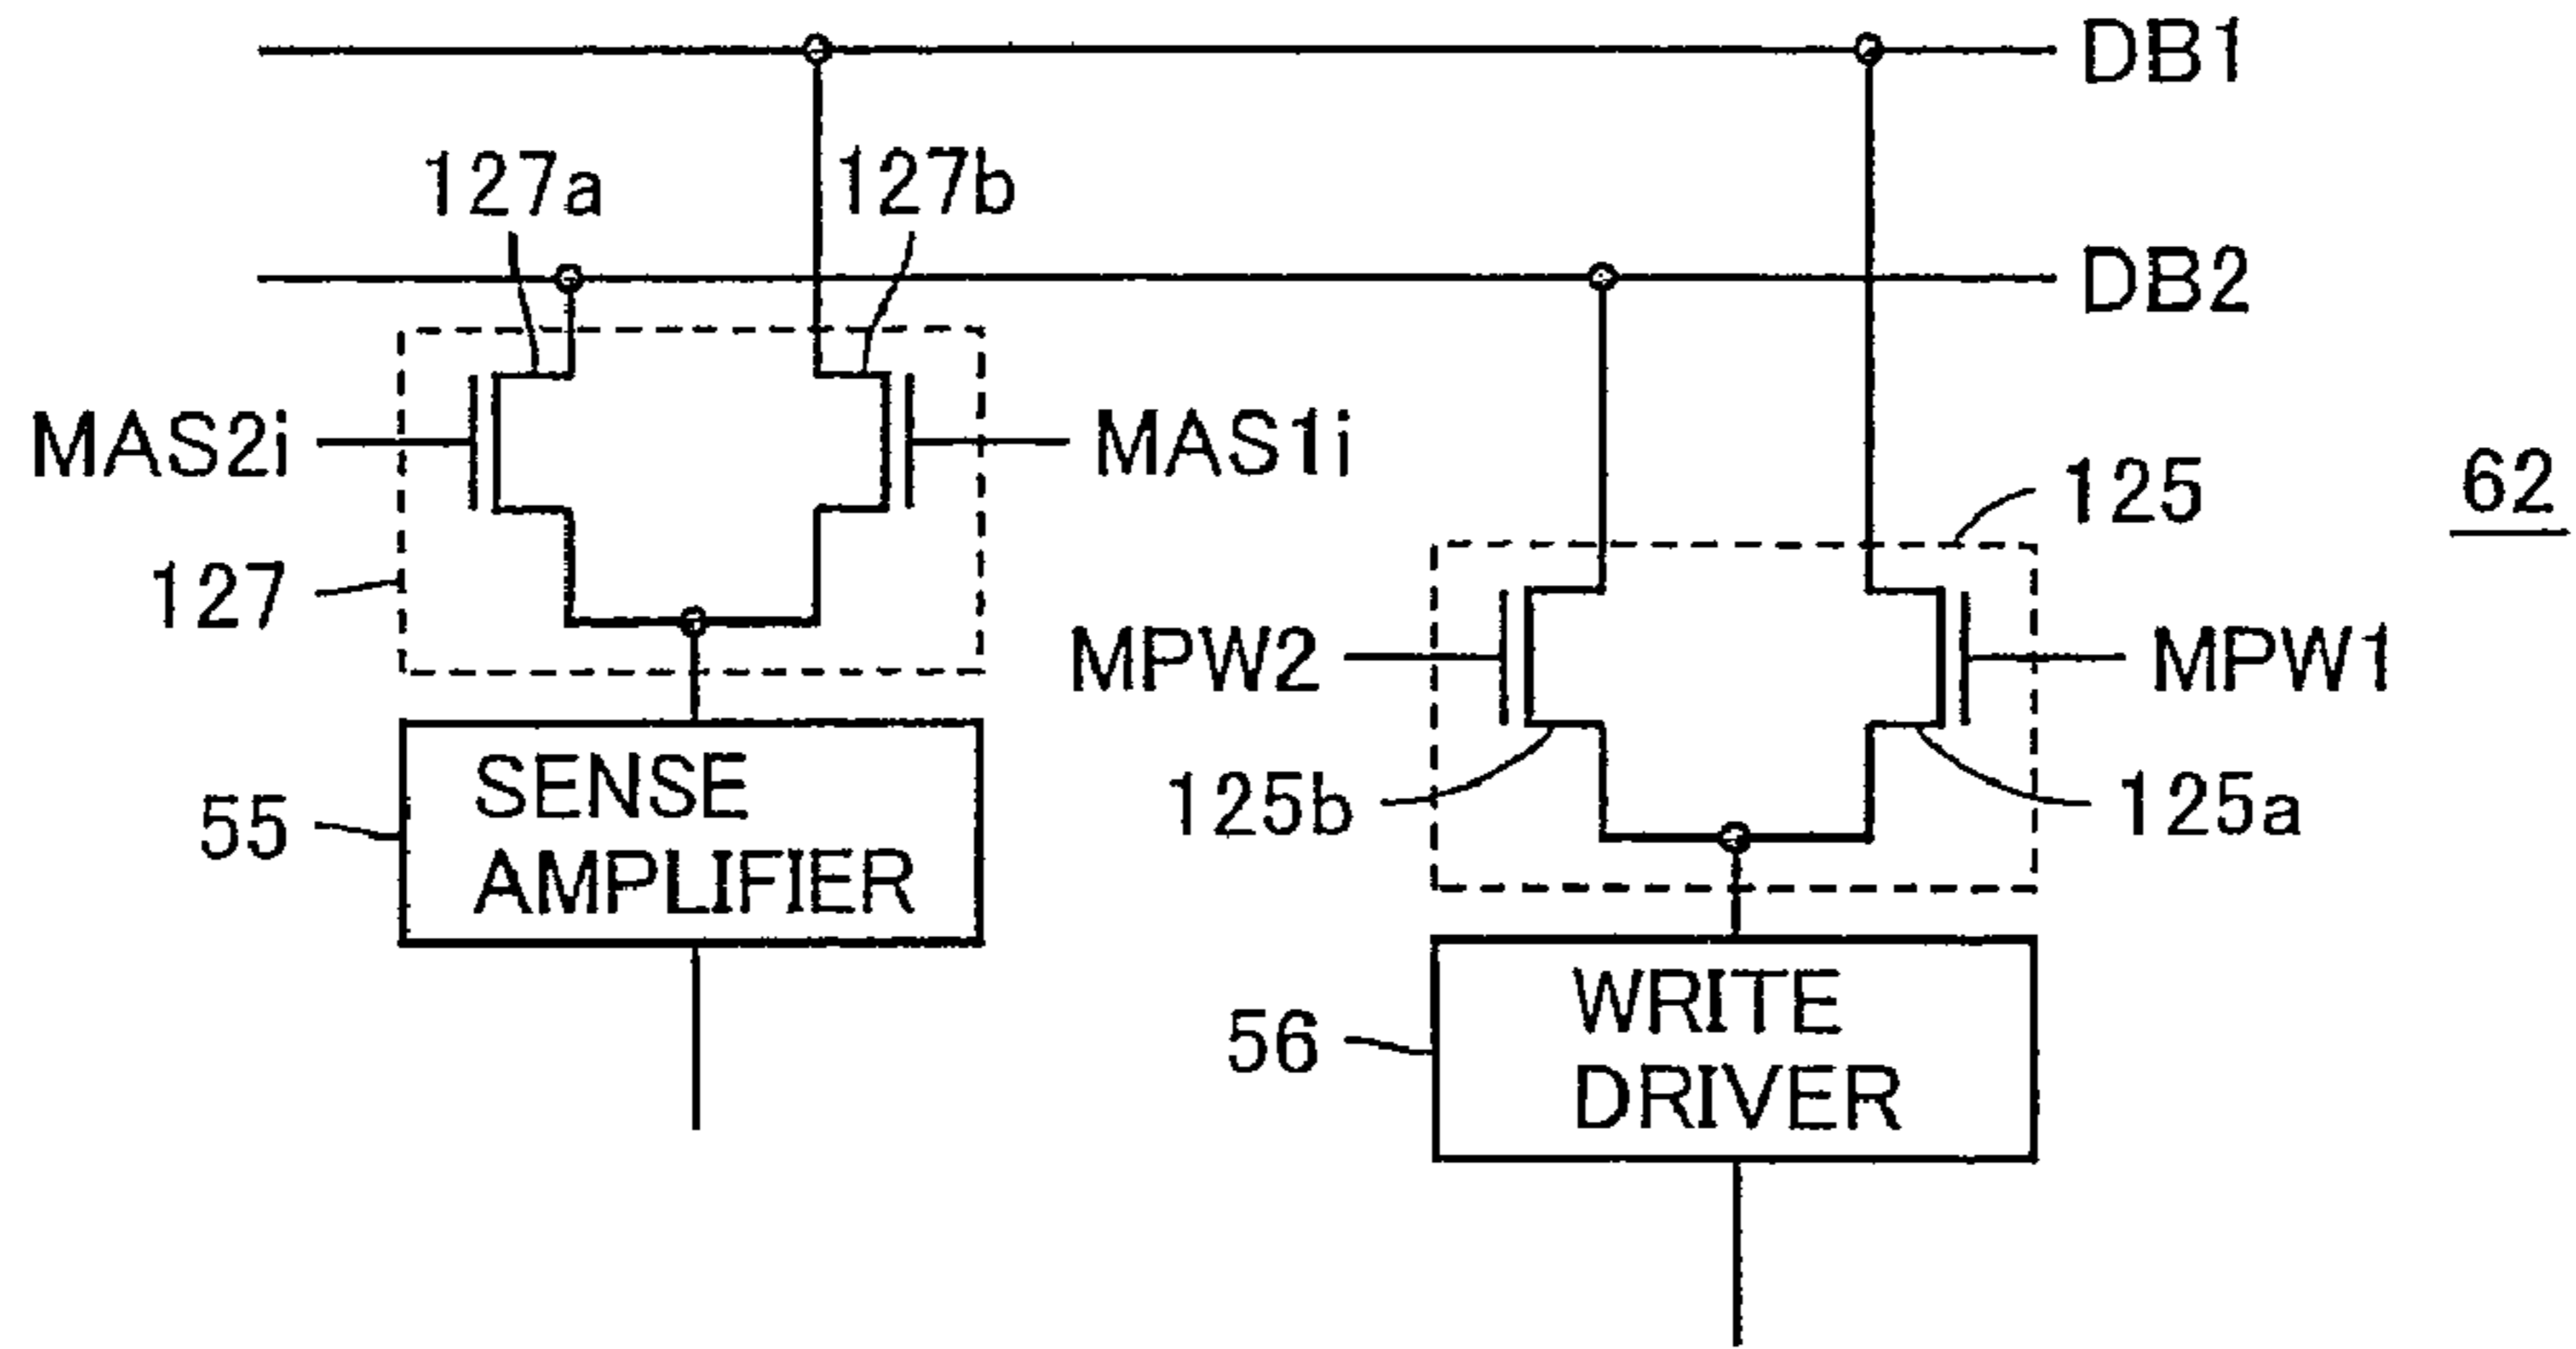 DB1
127a
127b
DB2
MAS2i
MAS1i
125
62
127
MPW2
MPW1
SENSE
AMPLIFIER
55
125b
125a
WRITE
DRIVER
56